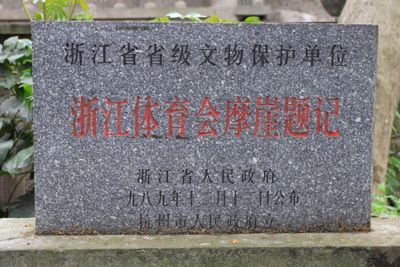 浙江省省级文物保护单位
浙江体育会摩崖题记
浙江省人民政府
一九八九年十二月十二日公布
杭州市人民政府立